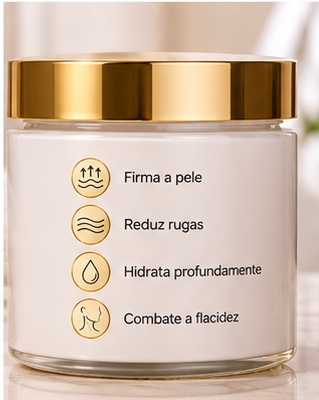 Firma a pele
Reduz rugas
Hidrata profundamente
Combate a flacidez